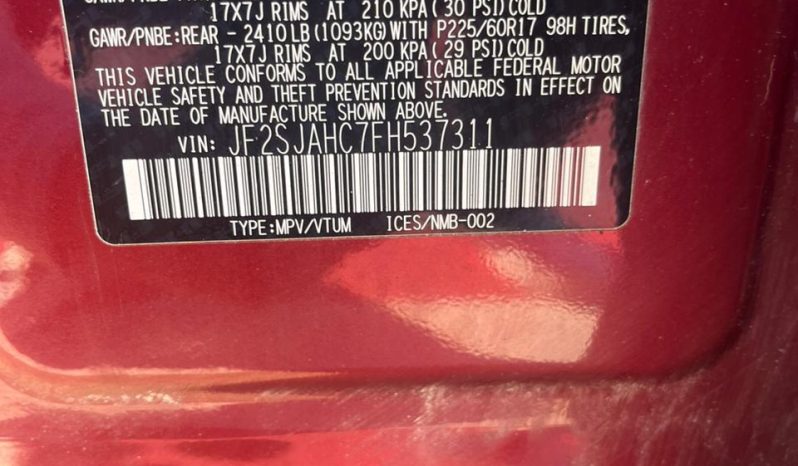 17X7J RIMS AT 210 KPA(30 PSI)COLD
GAWR/PNBE:REAR - 2410LB(1093KG)WITH P225/60R17 98H TIRES,
17X7J RIMS AT 200 KPA(29 PSI)COLD
THIS VEHICLE CONFORMS TO ALL APPLICABLE FEDERAL MOTOR
VEHICLE SAFETY AND THEFT PREVENTION STANDARDS IN EFFECT ON
THE DATE OF MANUFACTURE SHOWN ABOVE.
VIN: JF2SJAHC7FH537311
TYPE:MPV/VTUM ICES/NMB-002